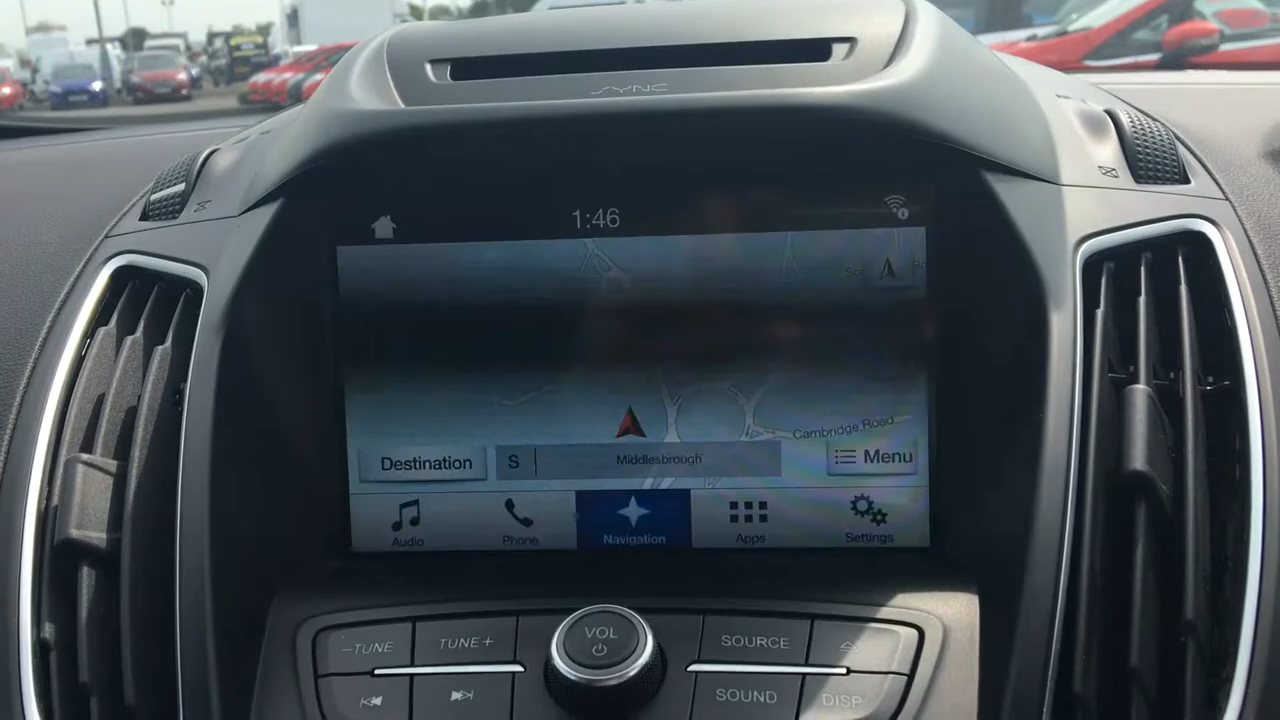 SYNC
1:46
Destination
S
Middlesbrough
Cambridge Road
Menu
Audio
Phone
Navigation
Apps
Settings
–TUNE
TUNE+
VOL
SOURCE
SOUND
DISP